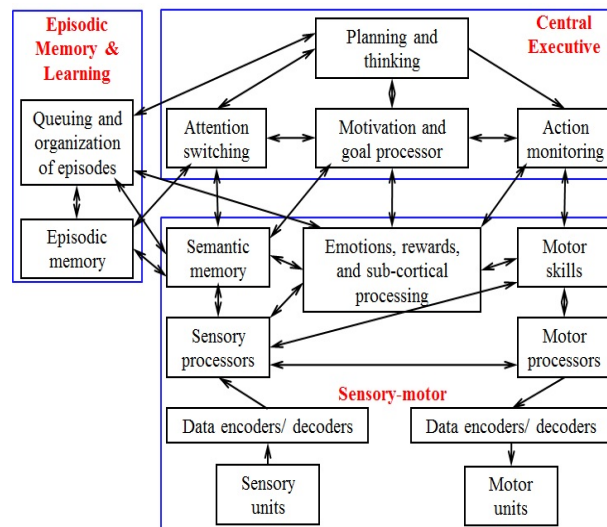 Episodic
Memory &
Learning
Central
Executive
Planning and
thinking
Queuing and
organization
of episodes
Attention
switching
Motivation and
goal processor
Action
monitoring
Episodic
memory
Semantic
memory
Emotions, rewards,
and sub-cortical
processing
Motor
skills
Sensory
processors
Motor
processors
Sensory-motor
Data encoders/ decoders
Data encoders/ decoders
Sensory
units
Motor
units